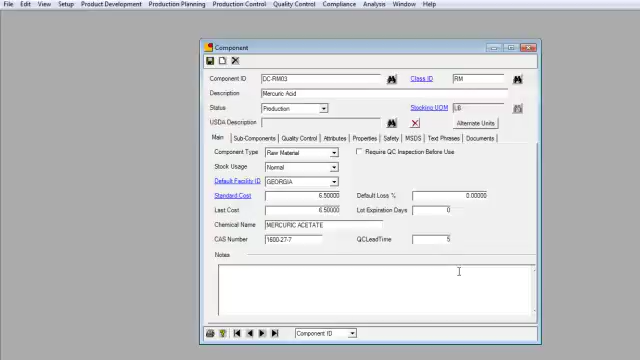 File Edit View Setup Product Development Production Planning Production Control Quality Control Compliance Analysis Window Help
Component
Component ID DC-RM03 Class ID RM
Description Mercuric Acid
Status Production Stocking UOM LB
USDA Description Alternate Units
Main Sub-Components Quality Control Attributes Properties Safety MSDS Text Phrases Documents
Component Type Raw Material Require QC Inspection Before Use
Stock Usage Normal
Default Facility ID GEORGIA
Standard Cost 6.50000 Default Loss % 0.00000
Last Cost 6.50000 Lot Expiration Days 0
Chemical Name MERCURIC ACETATE
CAS Number 1600-27-7 QCLeadTime 5
Notes
Component ID